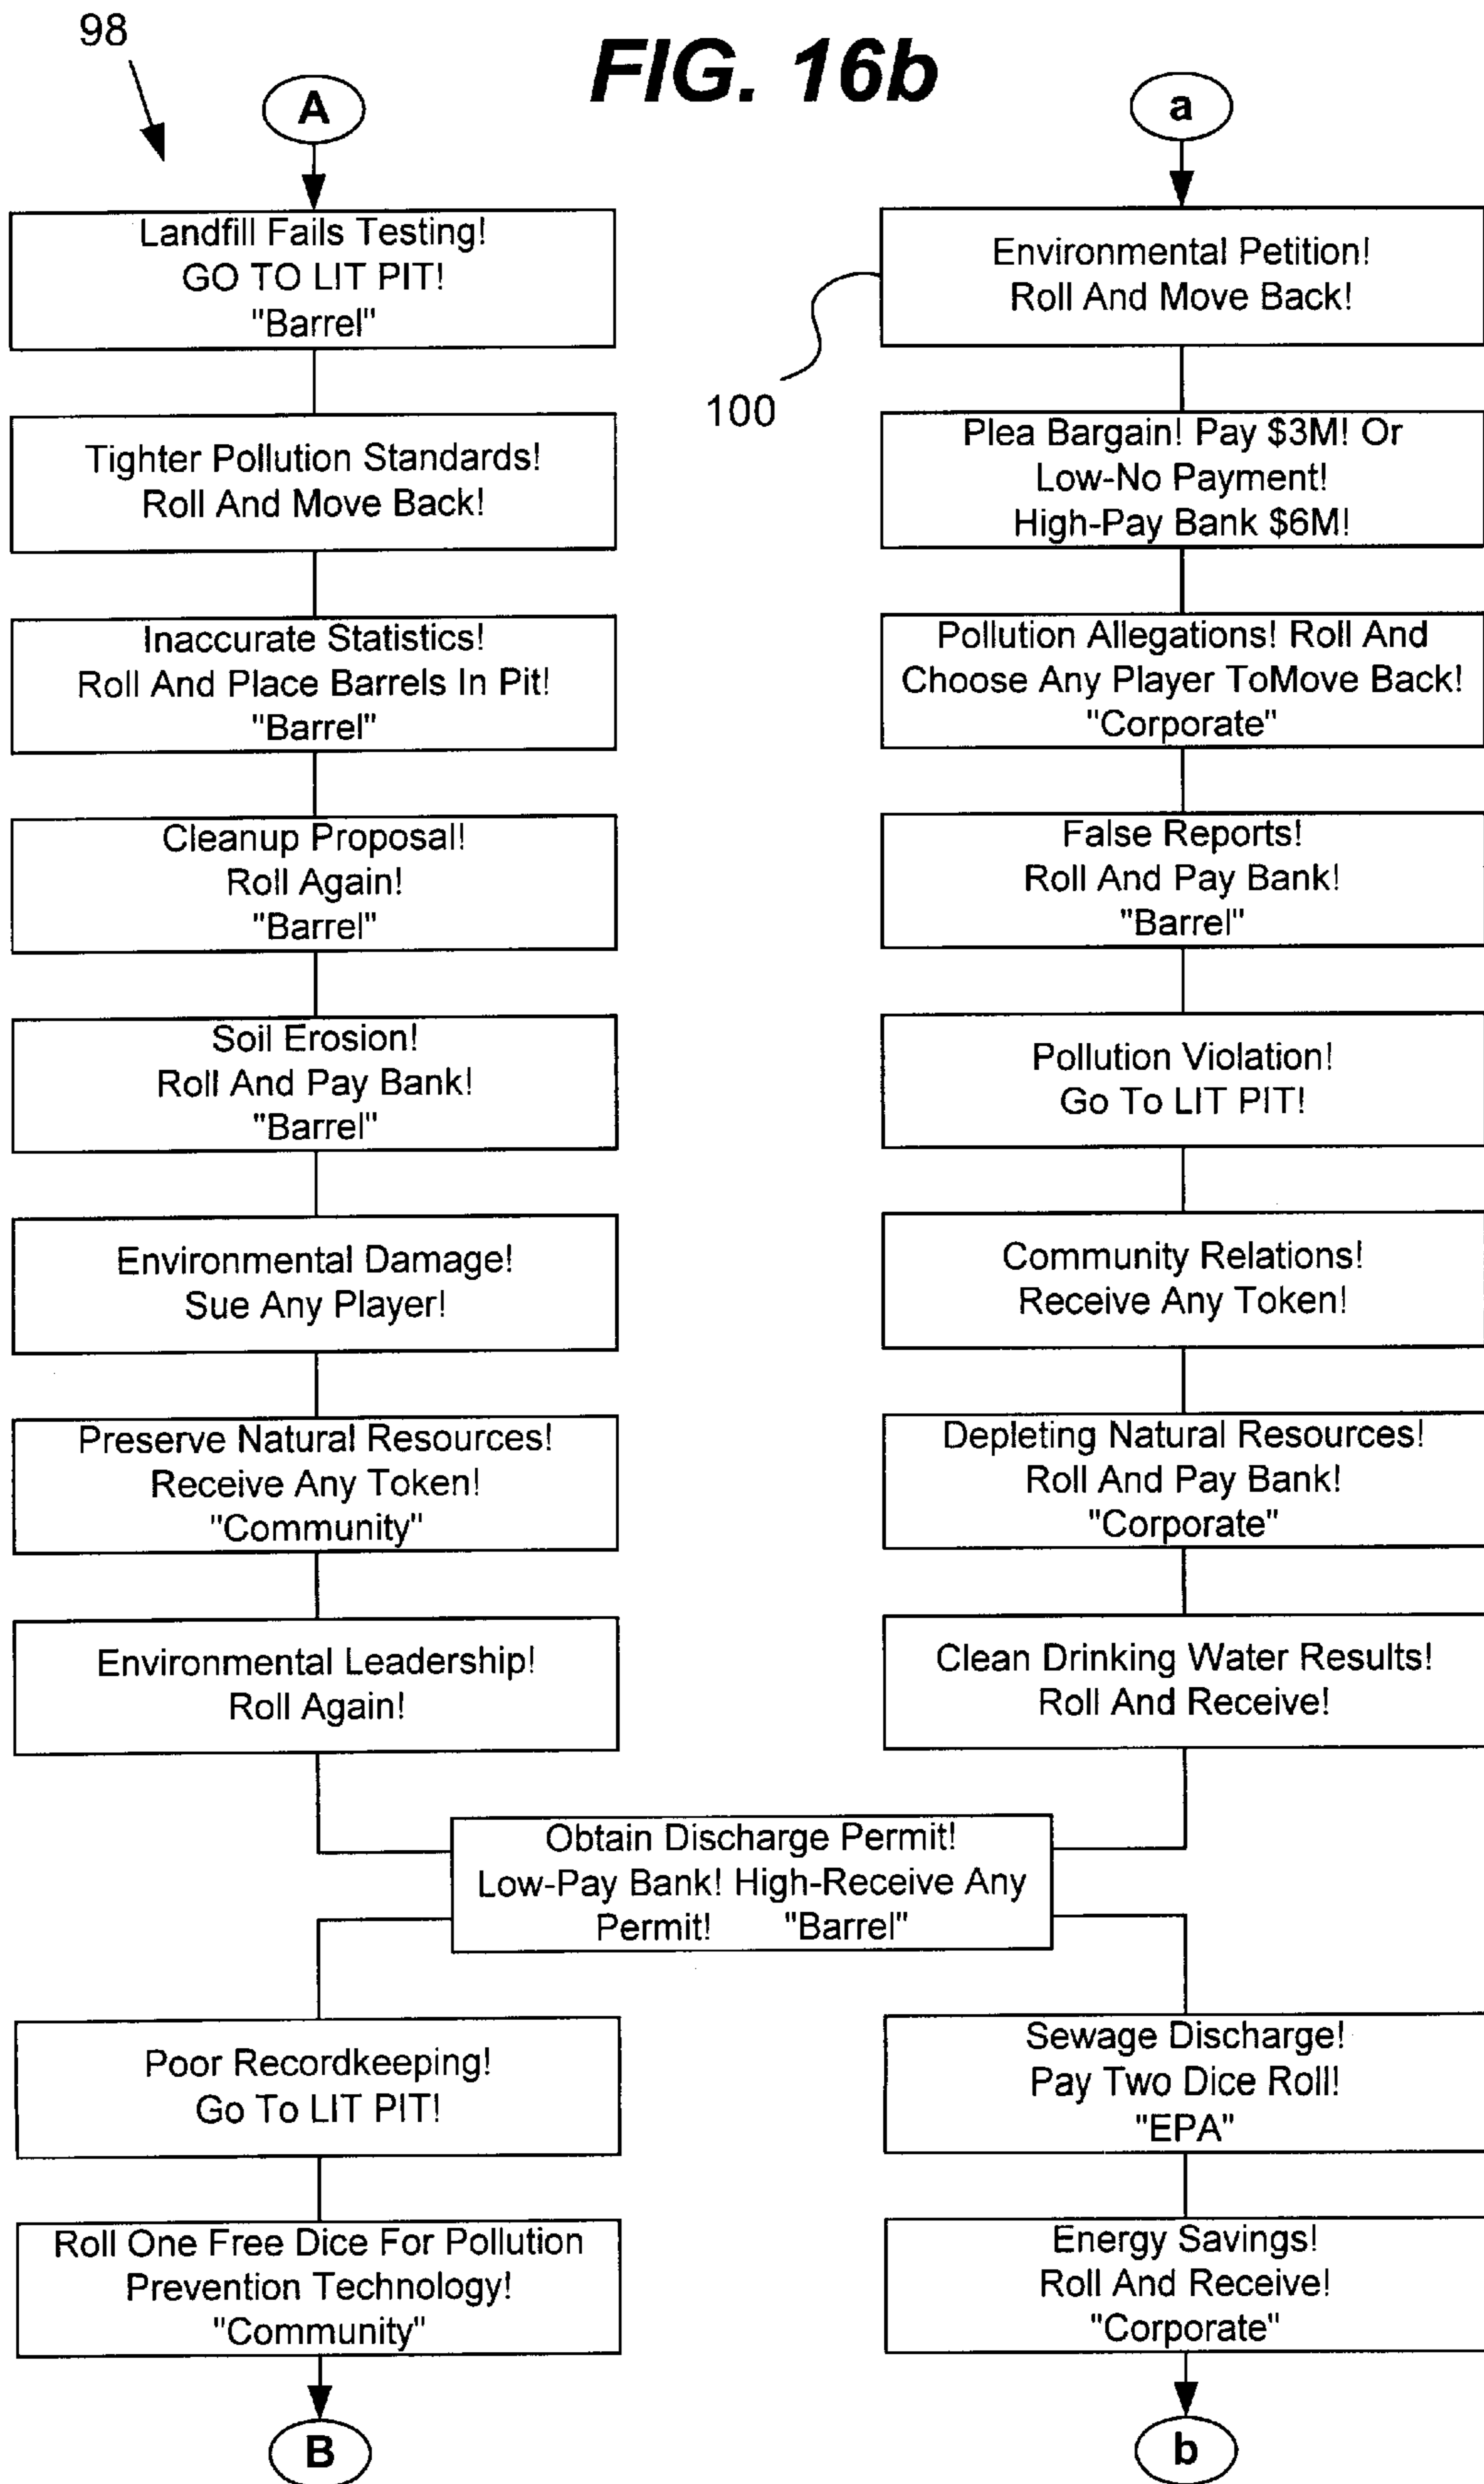 98
FIG. 16b
A
Landfill Fails Testing!
GO TO LIT PIT!
"Barrel"
Tighter Pollution Standards!
Roll And Move Back!
Inaccurate Statistics!
Roll And Place Barrels In Pit!
"Barrel"
Cleanup Proposal!
Roll Again!
"Barrel"
Soil Erosion!
Roll And Pay Bank!
"Barrel"
Environmental Damage!
Sue Any Player!
Preserve Natural Resources!
Receive Any Token!
"Community"
Environmental Leadership!
Roll Again!
a
Environmental Petition!
Roll And Move Back!
100
Plea Bargain! Pay $3M! Or
Low-No Payment!
High-Pay Bank $6M!
Pollution Allegations! Roll And
Choose Any Player ToMove Back!
"Corporate"
False Reports!
Roll And Pay Bank!
"Barrel"
Pollution Violation!
Go To LIT PIT!
Community Relations!
Receive Any Token!
Depleting Natural Resources!
Roll And Pay Bank!
"Corporate"
Clean Drinking Water Results!
Roll And Receive!
Obtain Discharge Permit!
Low-Pay Bank! High-Receive Any
Permit! "Barrel"
Poor Recordkeeping!
Go To LIT PIT!
Roll One Free Dice For Pollution
Prevention Technology!
"Community"
B
Sewage Discharge!
Pay Two Dice Roll!
"EPA"
Energy Savings!
Roll And Receive!
"Corporate"
b